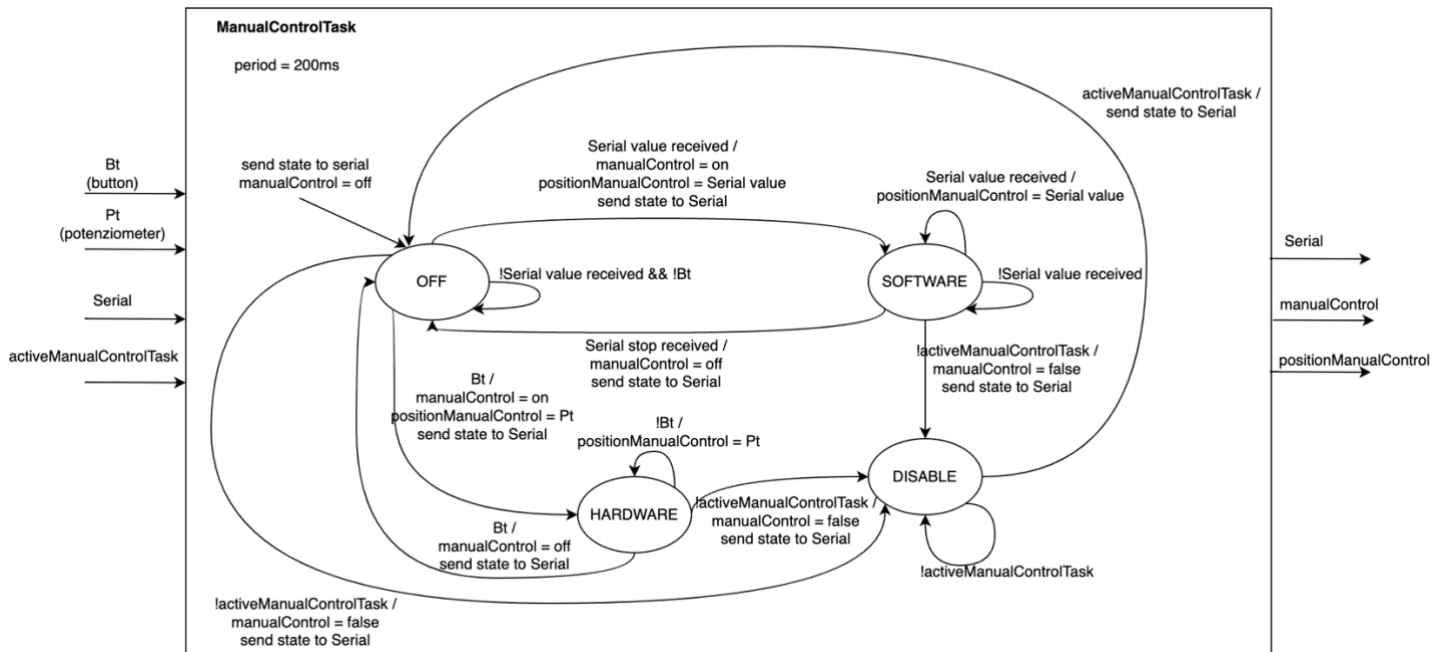 ManualControlTask
period = 200ms
activeManualControlTask /
send state to Serial
Bt
(button)
Pt
(potenziometer)
Serial
activeManualControlTask
send state to serial
manualControl = off
Serial value received /
manualControl = on
positionManualControl = Serial value
send state to Serial
Serial value received /
positionManualControl = Serial value
OFF
!Serial value received && !Bt
SOFTWARE
!Serial value received
Serial
manualControl
positionManualControl
Serial stop received /
manualControl = off
send state to Serial
!activeManualControlTask /
manualControl = false
send state to Serial
Bt /
manualControl = on
positionManualControl = Pt
send state to Serial
!Bt /
positionManualControl = Pt
HARDWARE
DISABLE
!activeManualControlTask /
manualControl = false
send state to Serial
Bt /
manualControl = off
send state to Serial
!activeManualControlTask
!activeManualControlTask /
manualControl = false
send state to Serial